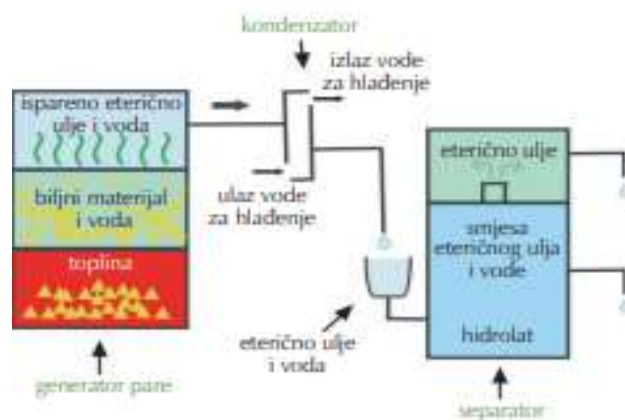 kondenzator
izlaz vode
za hlađenje
ispareno eterično
ulje i voda
biljni materijal
i voda
toplina
generator pare
ulaz vode
za hlađenje
eterično ulje
i voda
eterično ulje
smjesa
eteričnog ulja
i vode
hidrolat
separator